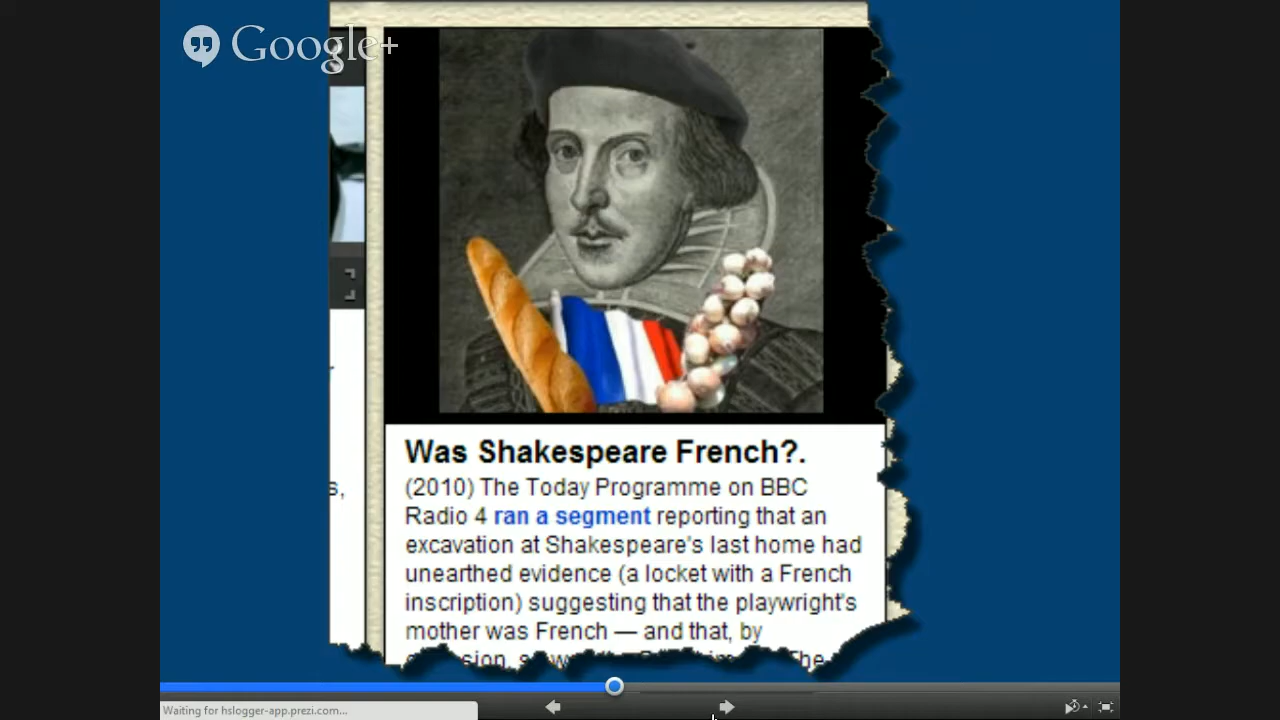 Google+
Was Shakespeare French?.
(2010) The Today Programme on BBC
Radio 4 ran a segment reporting that an
excavation at Shakespeare's last home had
unearthed evidence (a locket with a French
inscription) suggesting that the playwright's
mother was French — and that, by
s,
Waiting for hslogger-app.prezi.com...